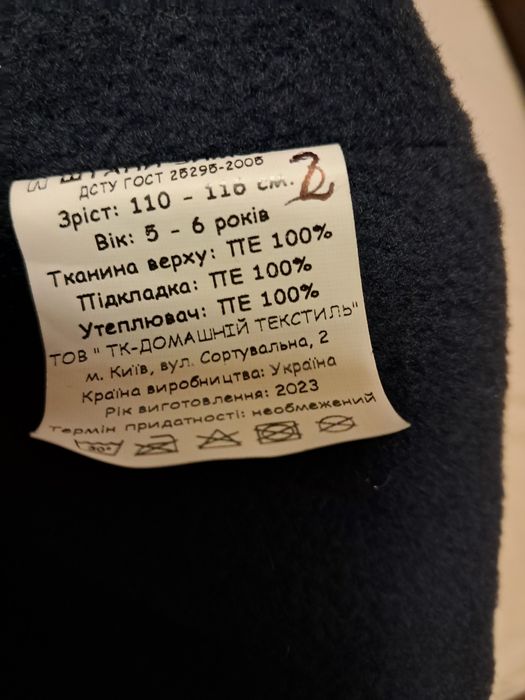 ДСТУ ГОСТ 25295-2005
Зріст: 110 - 116 см. 2
Вік: 5 - 6 років
Тканина верху: ПЕ 100%
Підкладка: ПЕ 100%
Утеплювач: ПЕ 100%
ТОВ " ТК-ДОМАШНІЙ ТЕКСТИЛЬ"
м. Київ, вул. Сортувальна, 2
Країна виробництва: Україна
Рік виготовлення: 2023
Термін придатності: необмежений
30°